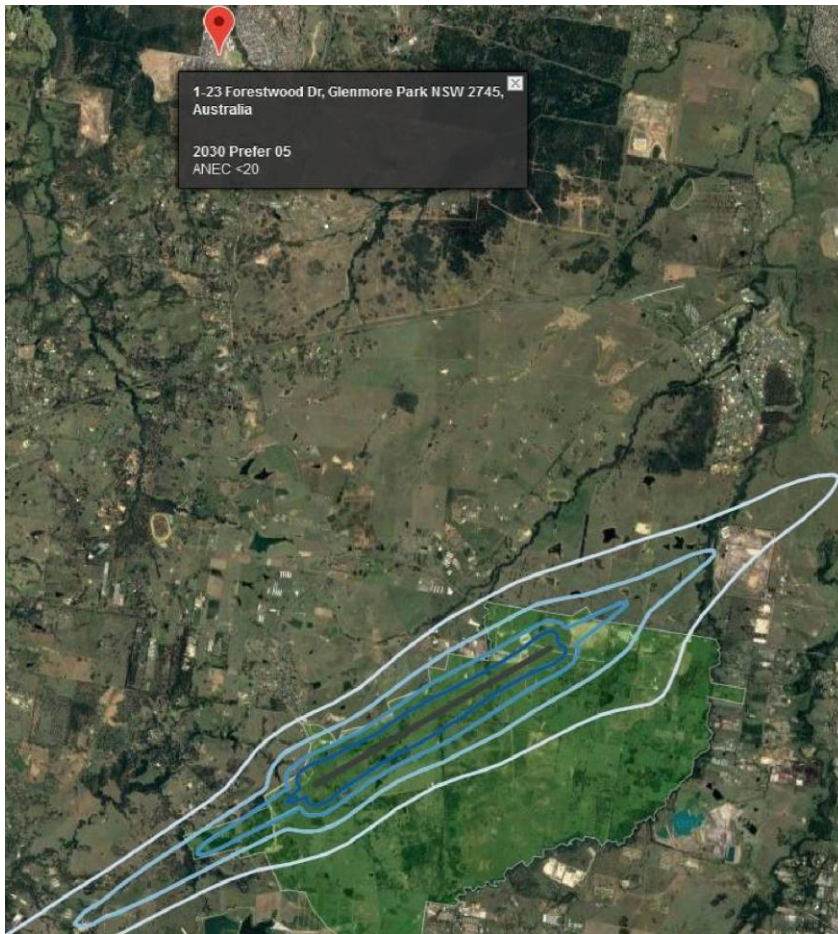 1-23 Forestwood Dr, Glenmore Park NSW 2745,
Australia
2030 Prefer 05
ANEC <20